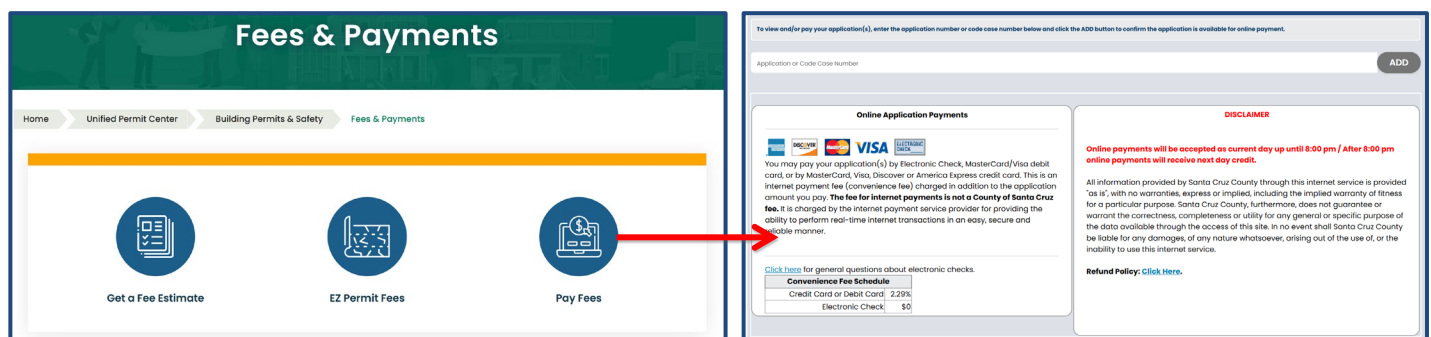 Fees & Payments
Home
Unified Permit Center
Building Permits & Safety
Fees & Payments
Get a Fee Estimate
EZ Permit Fees
Pay Fees
To view and/or pay your application(s), enter the application number or code case number below and click the ADD button to confirm the application is available for online payment.
Application or Code Case Number
ADD
Online Application Payments
DISCOVER
MasterCard
VISA
ELECTRONIC
CHECK
You may pay your application(s) by Electronic Check, MasterCard/Visa debit
card, or by MasterCard, Visa, Discover or America Express credit card. This is an
internet payment fee (convenience fee) charged in addition to the application
amount you pay. The fee for internet payments is not a County of Santa Cruz
fee. It is charged by the internet payment service provider for providing the
ability to perform real-time internet transactions in an easy, secure and
reliable manner.
Click here for general questions about electronic checks.
Convenience Fee Schedule
Credit Card or Debit Card 2.29%
Electronic Check $0
DISCLAIMER
Online payments will be accepted as current day up until 8:00 pm / After 8:00 pm
online payments will receive next day credit.
All information provided by Santa Cruz County through this internet service is provided
"as is", with no warranties, express or implied, including the implied warranty of fitness
for a particular purpose. Santa Cruz County, furthermore, does not guarantee or
warrant the correctness, completeness or utility for any general or specific purpose of
the data available through the access of this site. In no event shall Santa Cruz County
be liable for any damages, of any nature whatsoever, arising out of the use of, or the
inability to use this internet service.
Refund Policy: Click Here.